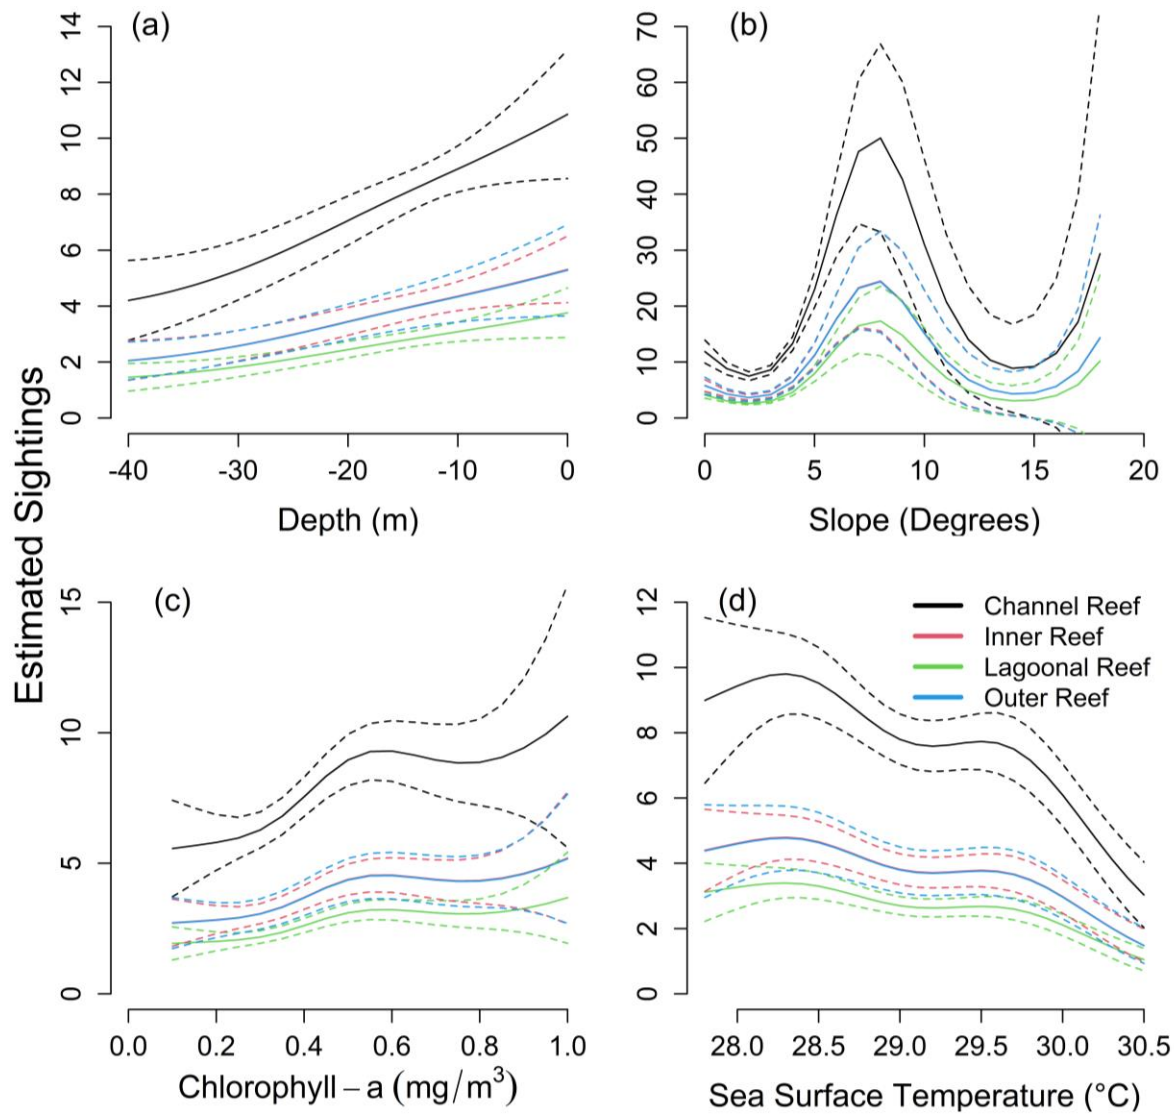 Estimated Sightings
(a)
14
12
10
8
6
4
2
0
-40 -30 -20 -10 0
Depth (m)
(b)
70
60
50
40
30
20
10
0
0 5 10 15 20
Slope (Degrees)
(c)
15
10
5
0
0.0 0.2 0.4 0.6 0.8 1.0
Chlorophyll – a (mg/m³)
(d)
12
10
8
6
4
2
0
Channel Reef
Inner Reef
Lagoonal Reef
Outer Reef
28.0 28.5 29.0 29.5 30.0 30.5
Sea Surface Temperature (°C)